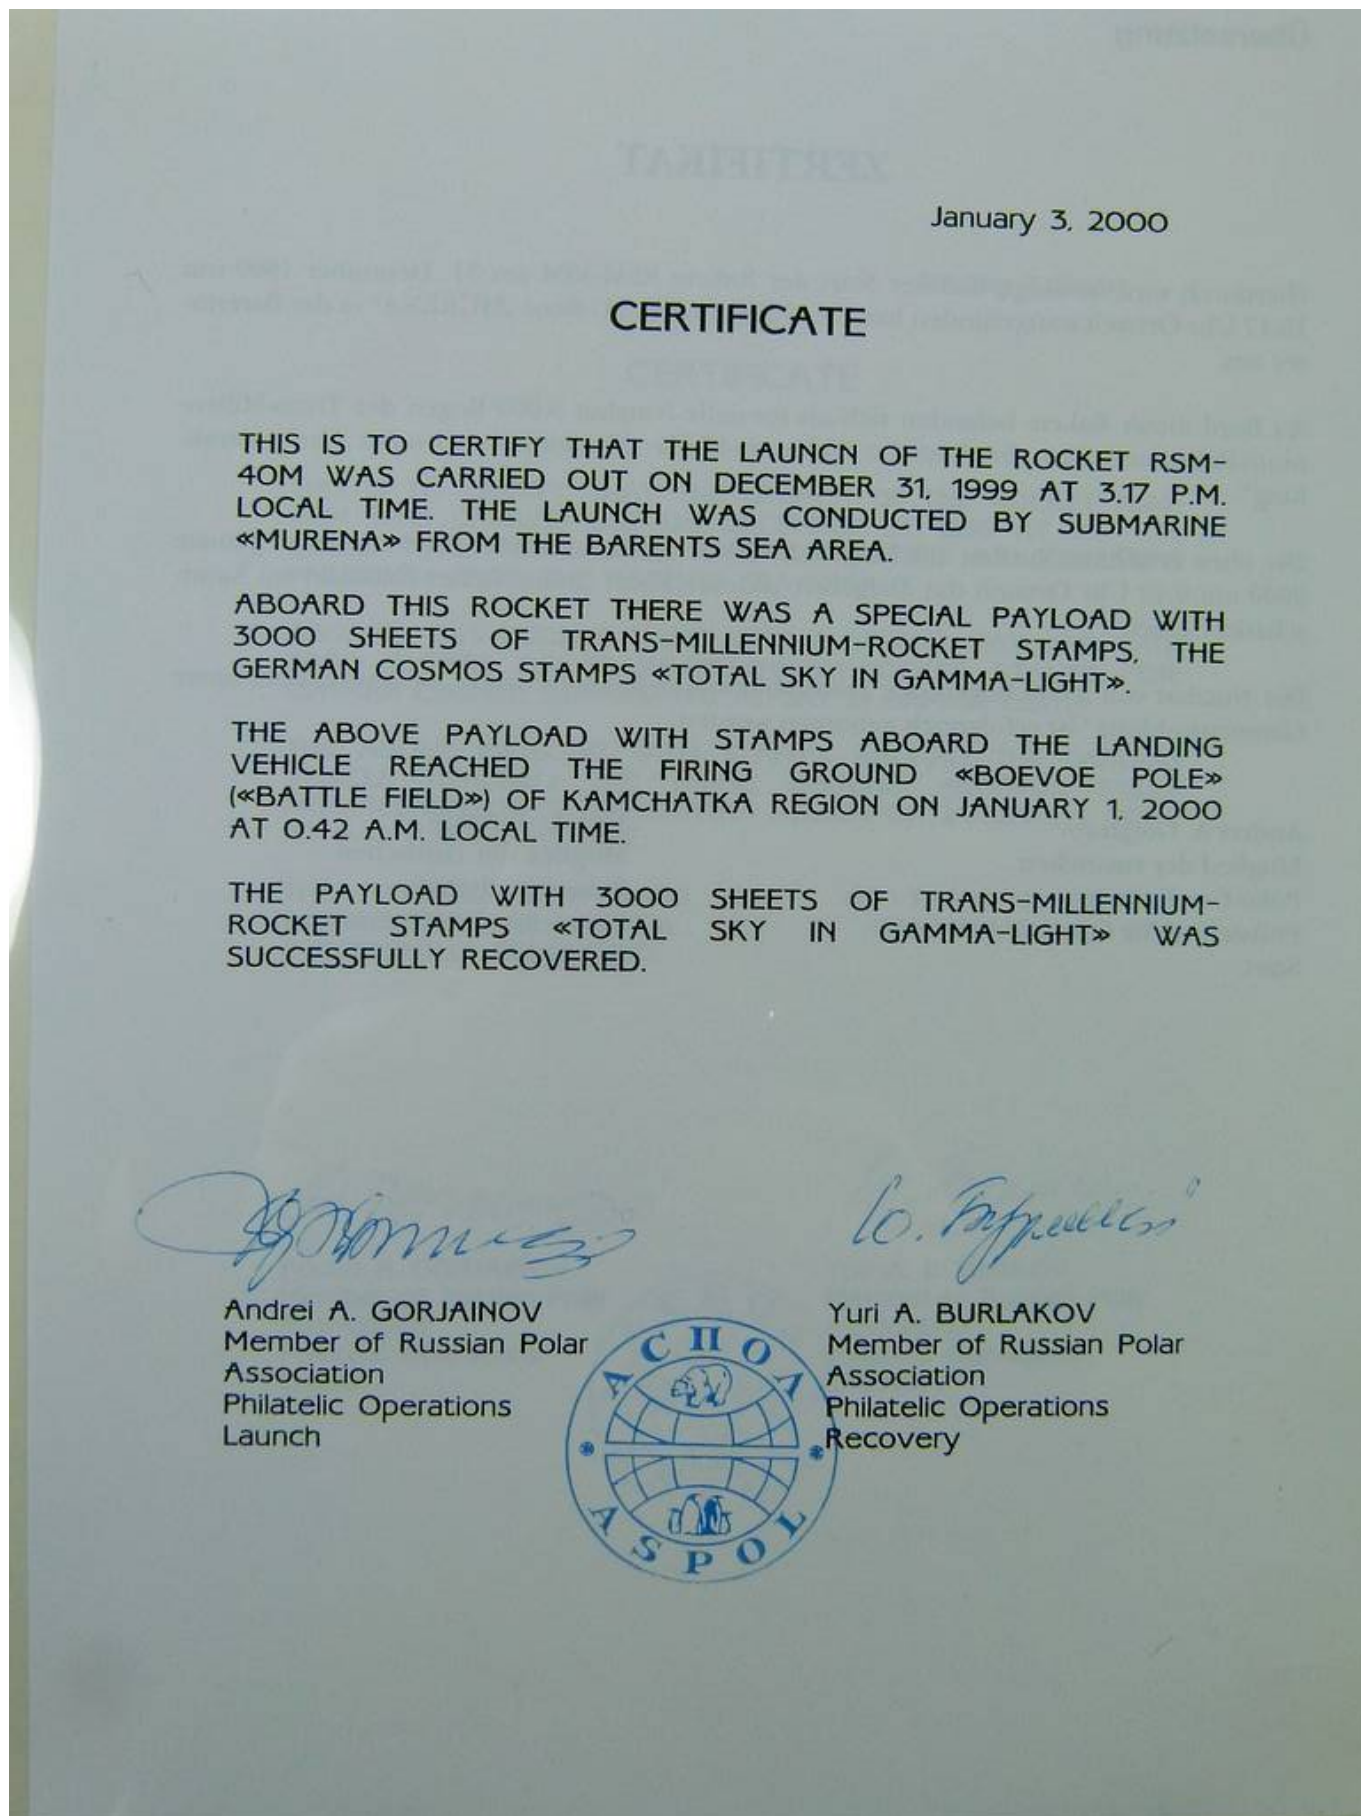 January 3, 2000
CERTIFICATE
THIS IS TO CERTIFY THAT THE LAUNCN OF THE ROCKET RSM-
40M WAS CARRIED OUT ON DECEMBER 31, 1999 AT 3.17 P.M.
LOCAL TIME. THE LAUNCH WAS CONDUCTED BY SUBMARINE
«MURENA» FROM THE BARENTS SEA AREA.
ABOARD THIS ROCKET THERE WAS A SPECIAL PAYLOAD WITH
3000 SHEETS OF TRANS-MILLENNIUM-ROCKET STAMPS, THE
GERMAN COSMOS STAMPS «TOTAL SKY IN GAMMA-LIGHT».
THE ABOVE PAYLOAD WITH STAMPS ABOARD THE LANDING
VEHICLE REACHED THE FIRING GROUND «BOEVOE POLE»
(«BATTLE FIELD») OF KAMCHATKA REGION ON JANUARY 1, 2000
AT 0.42 A.M. LOCAL TIME.
THE PAYLOAD WITH 3000 SHEETS OF TRANS-MILLENNIUM-
ROCKET STAMPS «TOTAL SKY IN GAMMA-LIGHT» WAS
SUCCESSFULLY RECOVERED.
Andrei A. GORJAINOV
Member of Russian Polar
Association
Philatelic Operations
Launch
Yuri A. BURLAKOV
Member of Russian Polar
Association
Philatelic Operations
Recovery
АСПОЛ
ASPOL